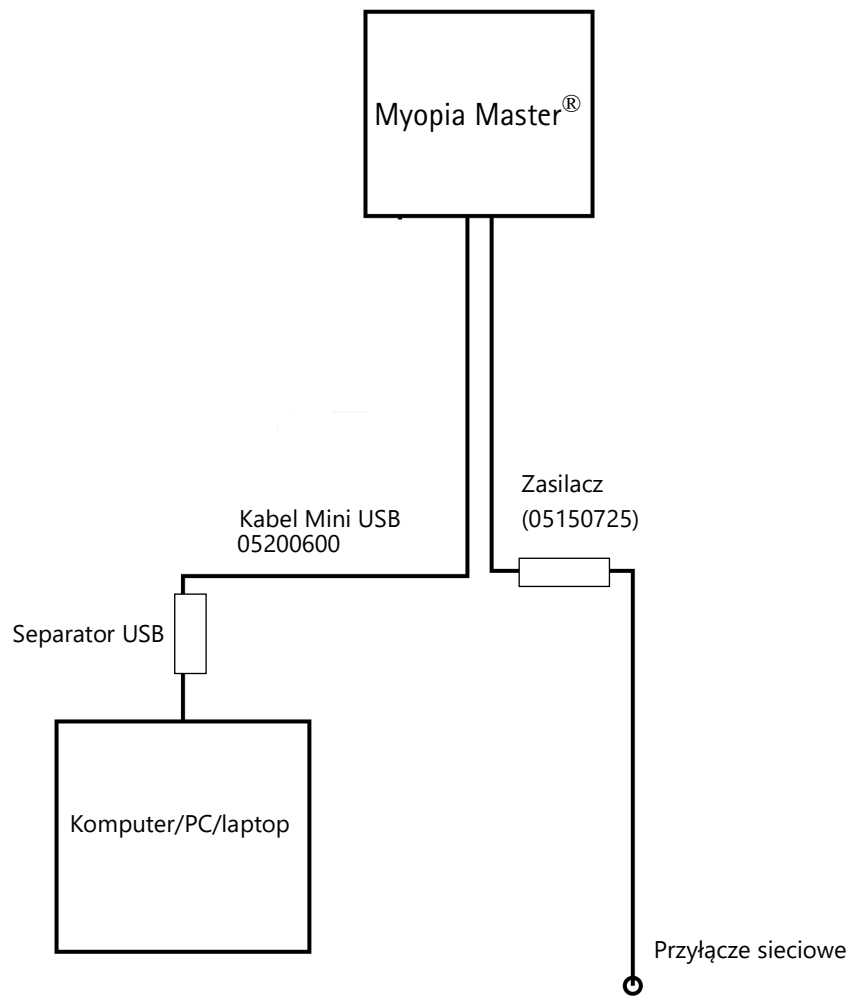 Myopia Master®
Zasilacz
(05150725)
Kabel Mini USB
05200600
Separator USB
Komputer/PC/laptop
Przyłącze sieciowe